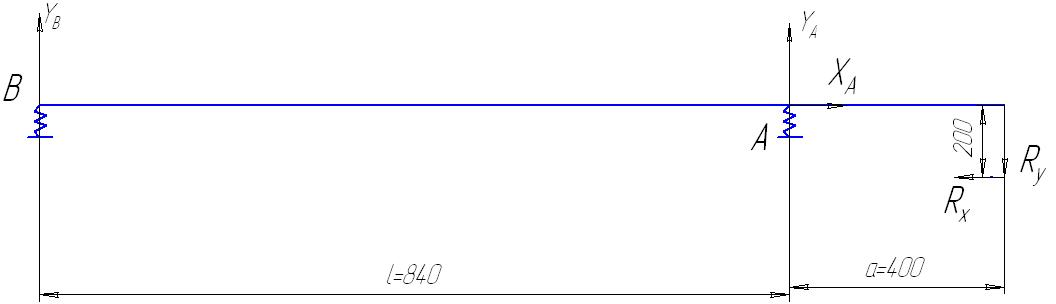 Y_B
Y_A
B
X_A
A
200
R_y
R_x
l=840
a=400